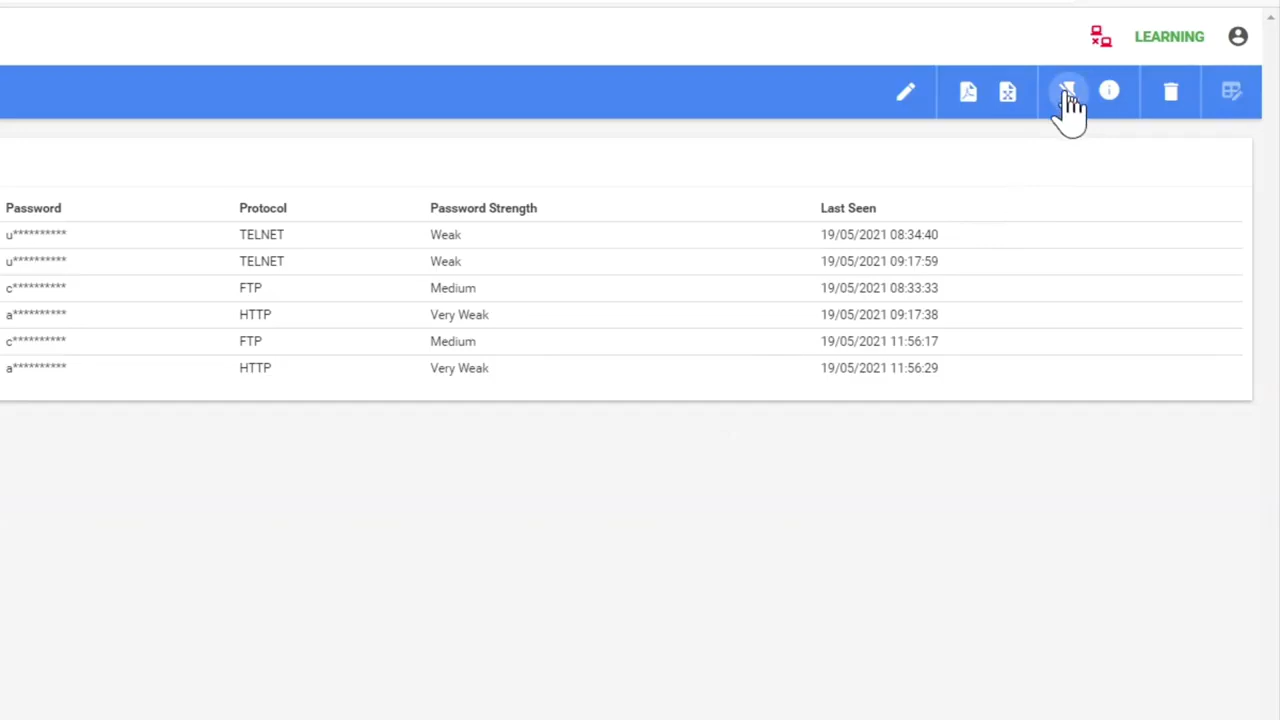 LEARNING
Password Protocol Password Strength Last Seen
u********** TELNET Weak 19/05/2021 08:34:40
u********** TELNET Weak 19/05/2021 09:17:59
c********** FTP Medium 19/05/2021 08:33:33
a********** HTTP Very Weak 19/05/2021 09:17:38
c********** FTP Medium 19/05/2021 11:56:17
a********** HTTP Very Weak 19/05/2021 11:56:29